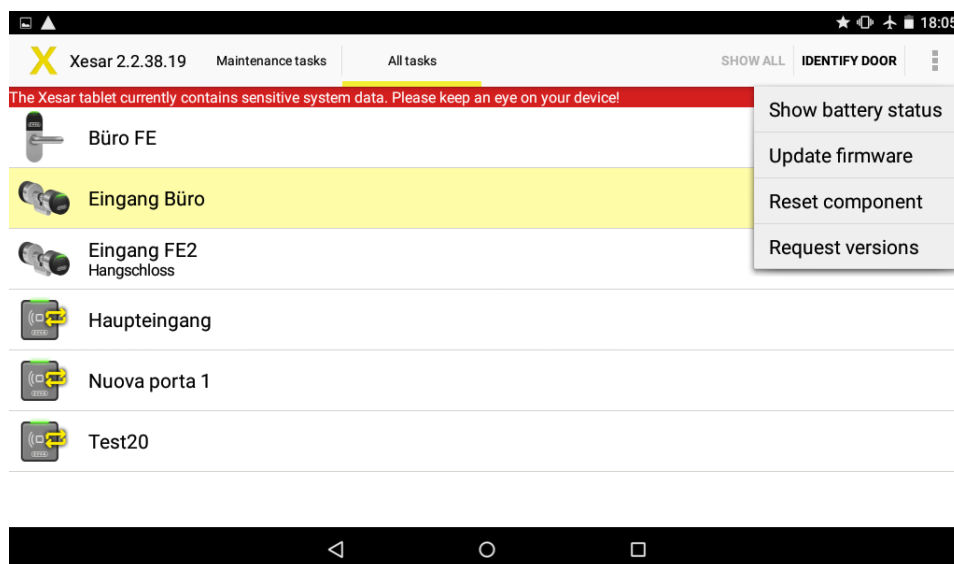 18:05
Xesar 2.2.38.19 Maintenance tasks All tasks SHOW ALL IDENTIFY DOOR
The Xesar tablet currently contains sensitive system data. Please keep an eye on your device!
Show battery status
Update firmware
Reset component
Request versions
Büro FE
Eingang Büro
Eingang FE2
Hangschloss
Haupteingang
Nuova porta 1
Test20